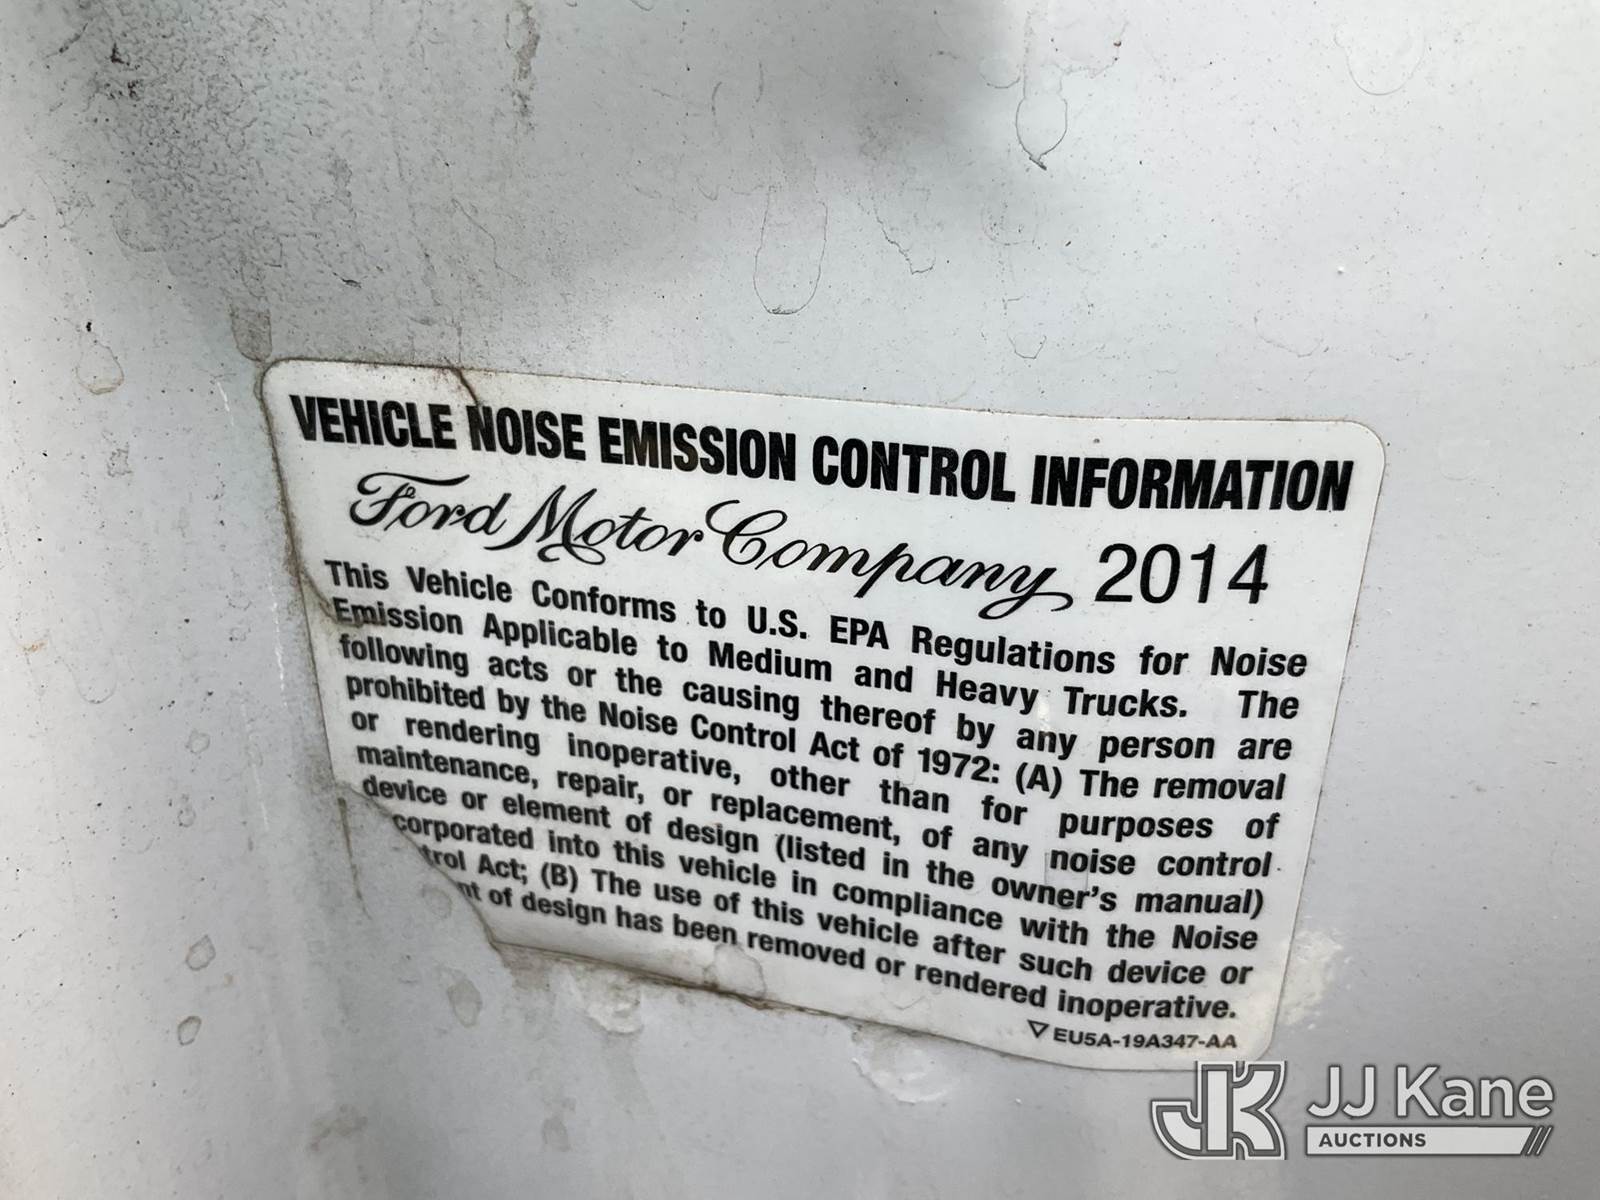 VEHICLE NOISE EMISSION CONTROL INFORMATION
Ford Motor Company 2014
This Vehicle Conforms to U.S. EPA Regulations for Noise
Emission Applicable to Medium and Heavy Trucks. The
following acts or the causing thereof by any person are
prohibited by the Noise Control Act of 1972: (A) The removal
or rendering inoperative, other than for purposes of
maintenance, repair, or replacement, of any noise control
device or element of design (listed in the owner's manual)
corporated into this vehicle in compliance with the Noise
trol Act; (B) The use of this vehicle after such device or
nt of design has been removed or rendered inoperative.
EU5A-19A347-AA
JK JJ Kane
AUCTIONS